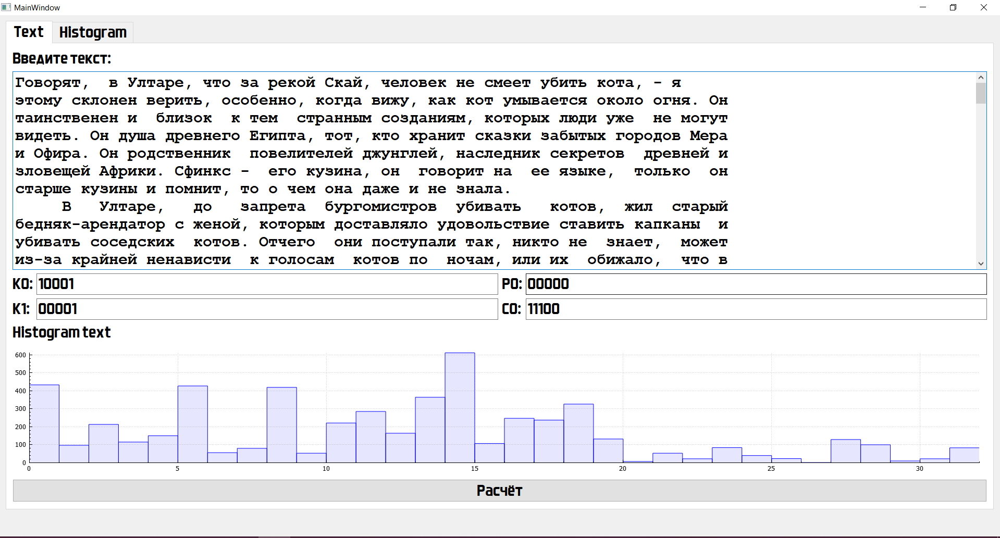 MainWindow
Text Histogram
Введите текст:
Говорят, в Ултаре, что за рекой Скай, человек не смеет убить кота, - я
этому склонен верить, особенно, когда вижу, как кот умывается около огня. Он
таинственен и близок к тем странным созданиям, которых люди уже не могут
видеть. Он душа древнего Египта, тот, кто хранит сказки забытых городов Мера
и Офира. Он родственник повелителей джунглей, наследник секретов древней и
зловещей Африки. Сфинкс - его кузина, он говорит на ее языке, только он
старше кузины и помнит, то о чем она даже и не знала.
В Ултаре, до запрета бургомистров убивать котов, жил старый
бедняк-арендатор с женой, которым доставляло удовольствие ставить капканы и
убивать соседских котов. Отчего они поступали так, никто не знает, может
из-за крайней ненависти к голосам котов по ночам, или их обижало, что в
K0: 10001 P0: 00000
K1: 00001 C0: 11100
Histogram text
600
500
400
300
200
100
0
0 5 10 15 20 25 30
Расчёт